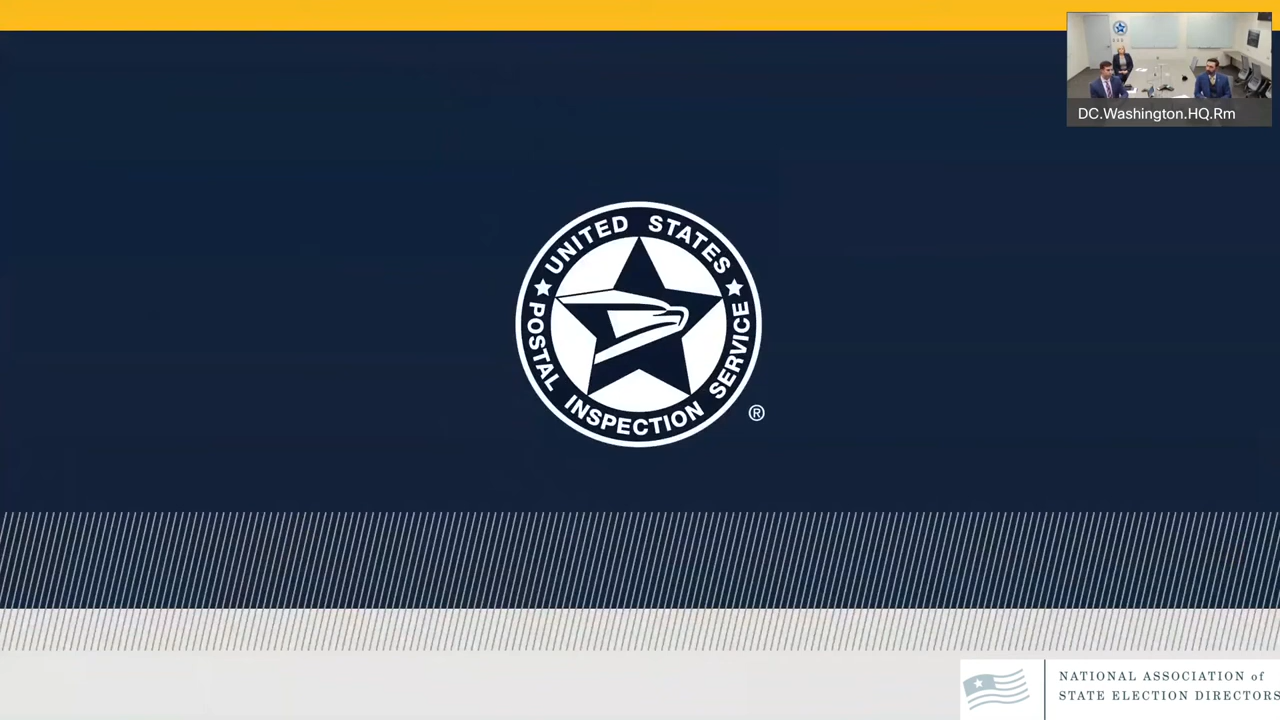 DC.Washington.HQ.Rm
UNITED STATES
POSTAL INSPECTION SERVICE
®
NATIONAL ASSOCIATION of
STATE ELECTION DIRECTORS